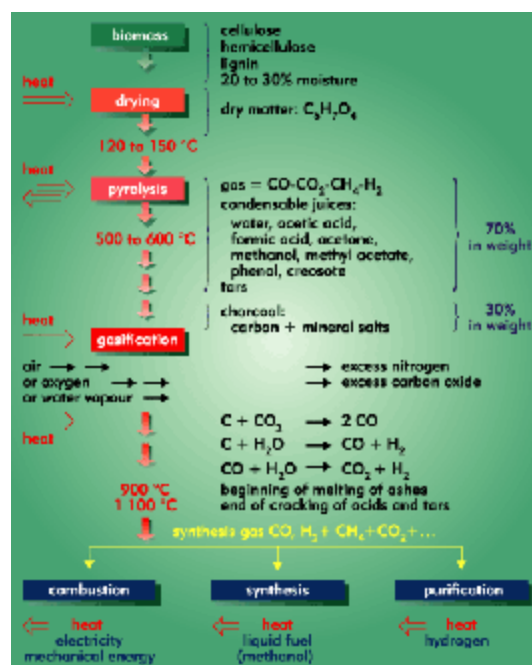 biomass
cellulose
hemicellulose
lignin
20 to 30% moisture
heat
drying
dry matter: C₅H₇O₄
120 to 150 °C
pyrolysis
gas = CO-CO₂-CH₄-H₂
condensable juices:
water, acetic acid,
formic acid, acetone,
methanol, methyl acetate,
phenol, creosote
tars
70%
in weight
500 to 600 °C
charcoal:
carbon + mineral salts
30%
in weight
heat
gasification
air → → → excess nitrogen
or oxygen → → → excess carbon oxide
or water vapour → →
heat
C + CO₂ → 2 CO
C + H₂O → CO + H₂
CO + H₂O → CO₂ + H₂
900 °C
1 100 °C
beginning of melting of ashes
end of cracking of acids and tars
synthesis gas CO, H₂ + CH₄ + CO₂ + ...
combustion
synthesis
purification
heat
electricity
mechanical energy
heat
liquid fuel
(methanol)
heat
hydrogen